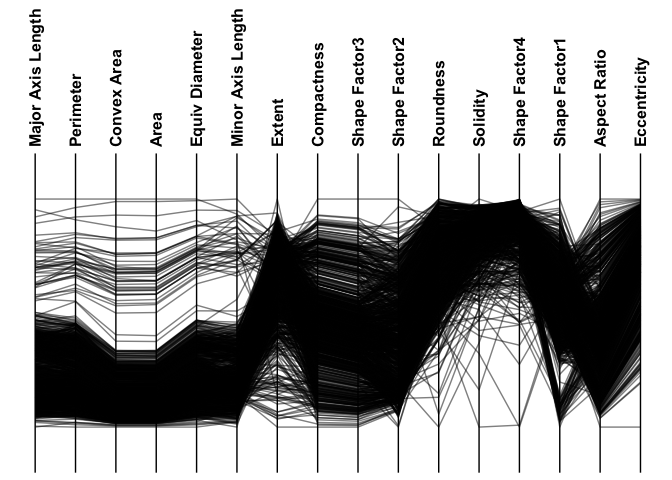 Major Axis Length
Perimeter
Convex Area
Area
Equiv Diameter
Minor Axis Length
Extent
Compactness
Shape Factor3
Shape Factor2
Roundness
Solidity
Shape Factor4
Shape Factor1
Aspect Ratio
Eccentricity